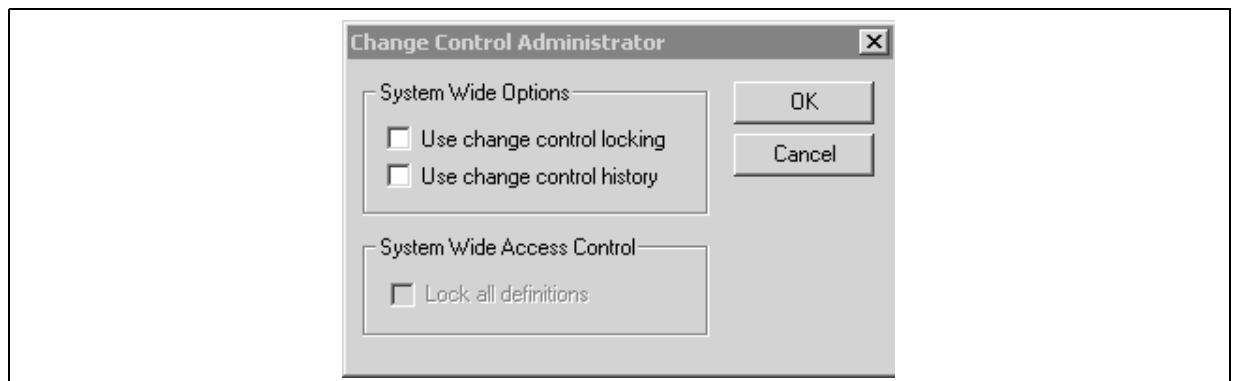 Change Control Administrator
System Wide Options
Use change control locking
Use change control history
OK
Cancel
System Wide Access Control
Lock all definitions